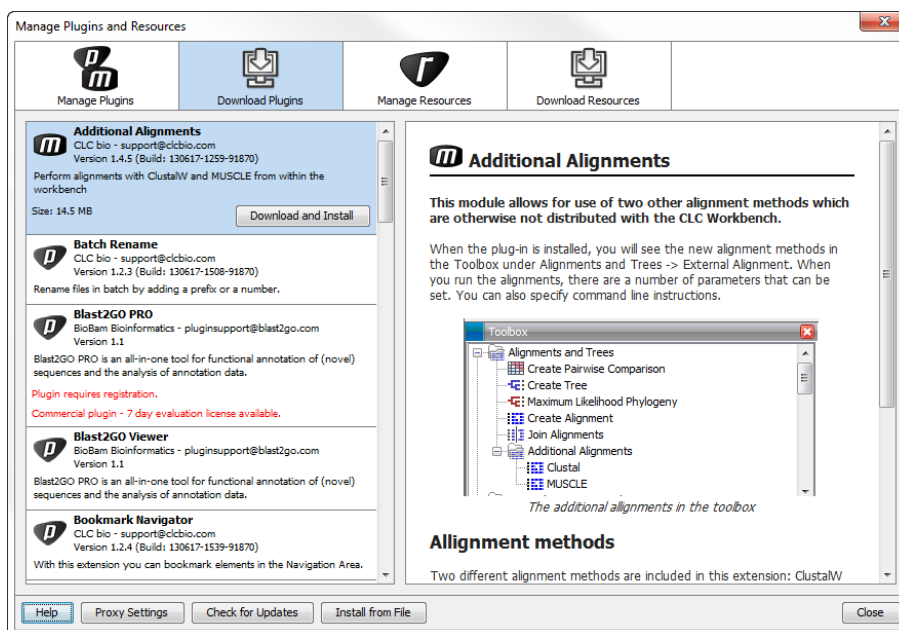 Manage Plugins and Resources
Manage Plugins
Download Plugins
Manage Resources
Download Resources
Additional Alignments
CLC bio - support@clcbio.com
Version 1.4.5 (Build: 130617-1259-91870)
Perform alignments with ClustalW and MUSCLE from within the
workbench
Size: 14.5 MB
Download and Install
Batch Rename
CLC bio - support@clcbio.com
Version 1.2.3 (Build: 130617-1508-91870)
Rename files in batch by adding a prefix or a number.
Blast2GO PRO
BioBam Bioinformatics - pluginsupport@blast2go.com
Version 1.1
Blast2GO PRO is an all-in-one tool for functional annotation of (novel)
sequences and the analysis of annotation data.
Plugin requires registration.
Commercial plugin - 7 day evaluation license available.
Blast2GO Viewer
BioBam Bioinformatics - pluginsupport@blast2go.com
Version 1.1
Blast2GO PRO is an all-in-one tool for functional annotation of (novel)
sequences and the analysis of annotation data.
Bookmark Navigator
CLC bio - support@clcbio.com
Version 1.2.4 (Build: 130617-1539-91870)
With this extension you can bookmark elements in the Navigation Area.
Additional Alignments
This module allows for use of two other alignment methods which
are otherwise not distributed with the CLC Workbench.
When the plug-in is installed, you will see the new alignment methods in
the Toolbox under Alignments and Trees -> External Alignment. When
you run the alignments, there are a number of parameters that can be
set. You can also specify command line instructions.
Toolbox
Alignments and Trees
Create Pairwise Comparison
Create Tree
Maximum Likelihood Phylogeny
Create Alignment
Join Alignments
Additional Alignments
Clustal
MUSCLE
The additional allignments in the toolbox
Allignment methods
Two different alignment methods are included in this extension: ClustalW
Help
Proxy Settings
Check for Updates
Install from File
Close